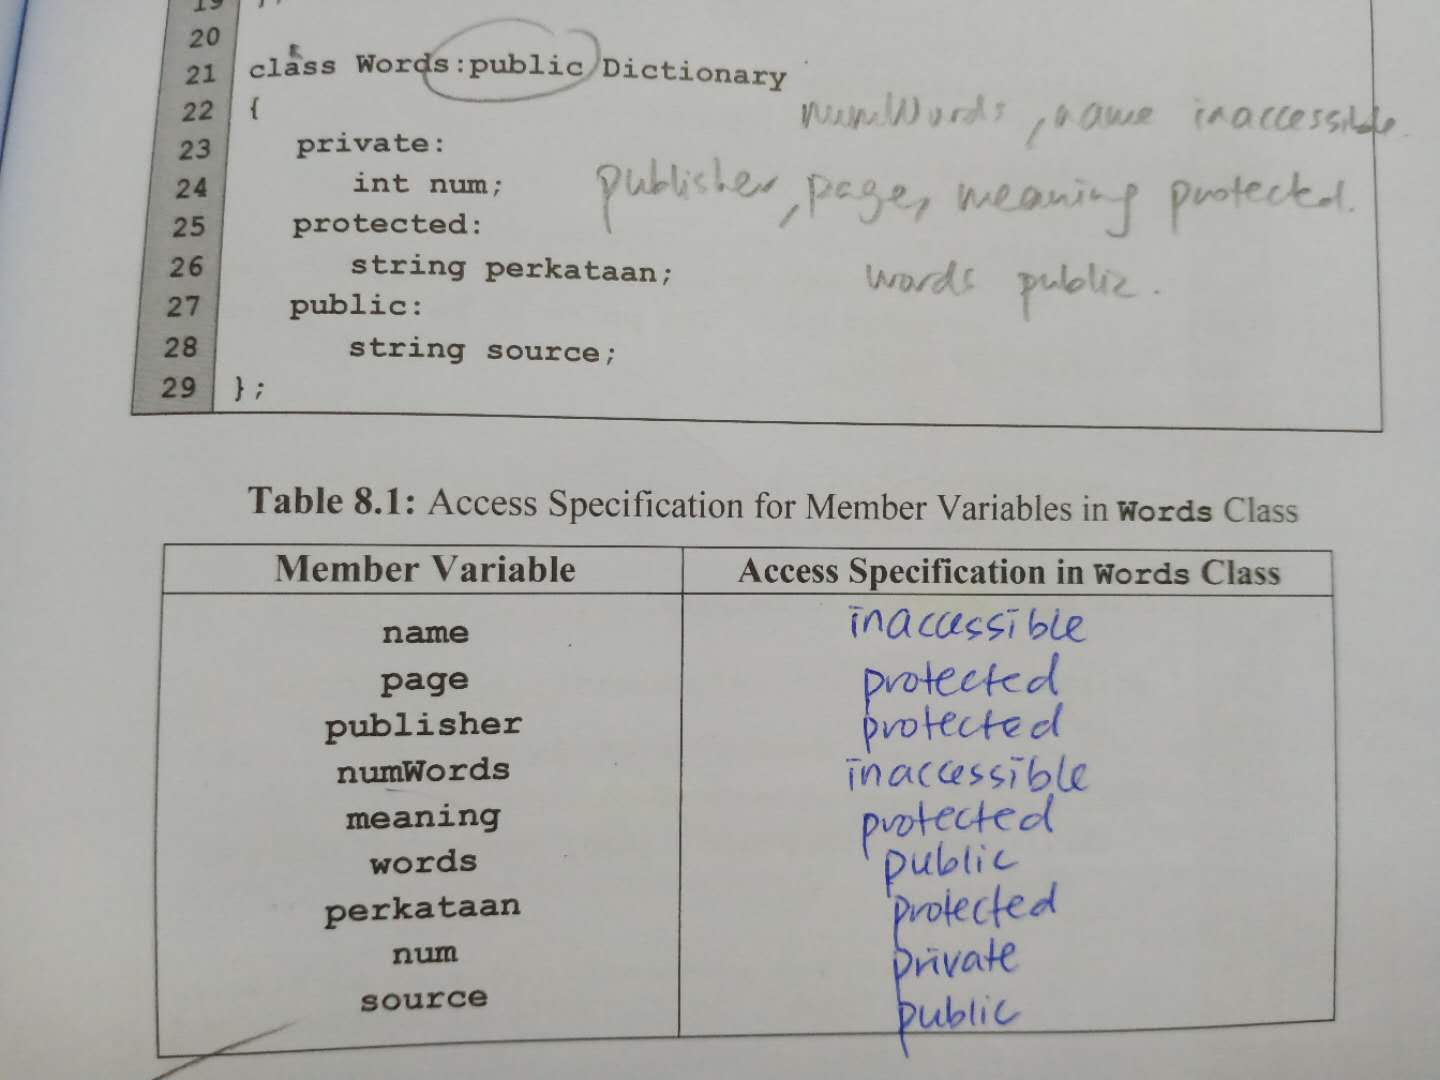 19 };
20
21 class Words:public Dictionary
22 {
numWords, name inaccessible.
23 private:
24 int num;
publisher, page, meaning protected.
25 protected:
26 string perkataan;
words public.
27 public:
28 string source;
29 };
Table 8.1: Access Specification for Member Variables in Words Class
Member Variable Access Specification in Words Class
name inaccessible
page protected
publisher protected
numWords inaccessible
meaning protected
words public
perkataan protected
num private
source public